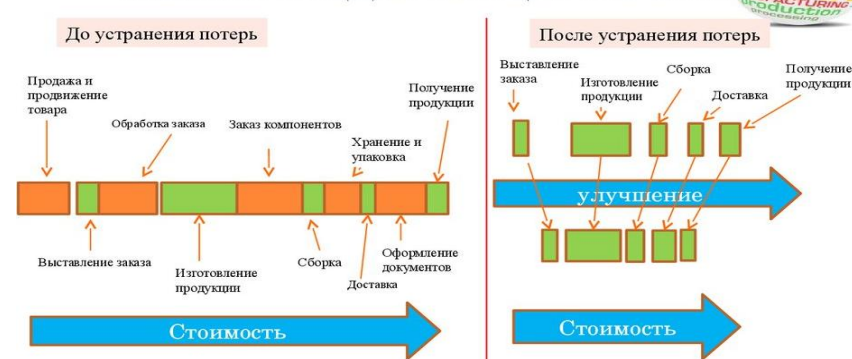 До устранения потерь
Продажа и
продвижение
товара
Обработка заказа
Заказ компонентов
Хранение и
упаковка
Получение
продукции
Выставление заказа
Изготовление
продукции
Сборка
Доставка
Оформление
документов
Стоимость
После устранения потерь
Выставление
заказа
Изготовление
продукции
Сборка
Доставка
Получение
продукции
улучшение
Стоимость
production
processing